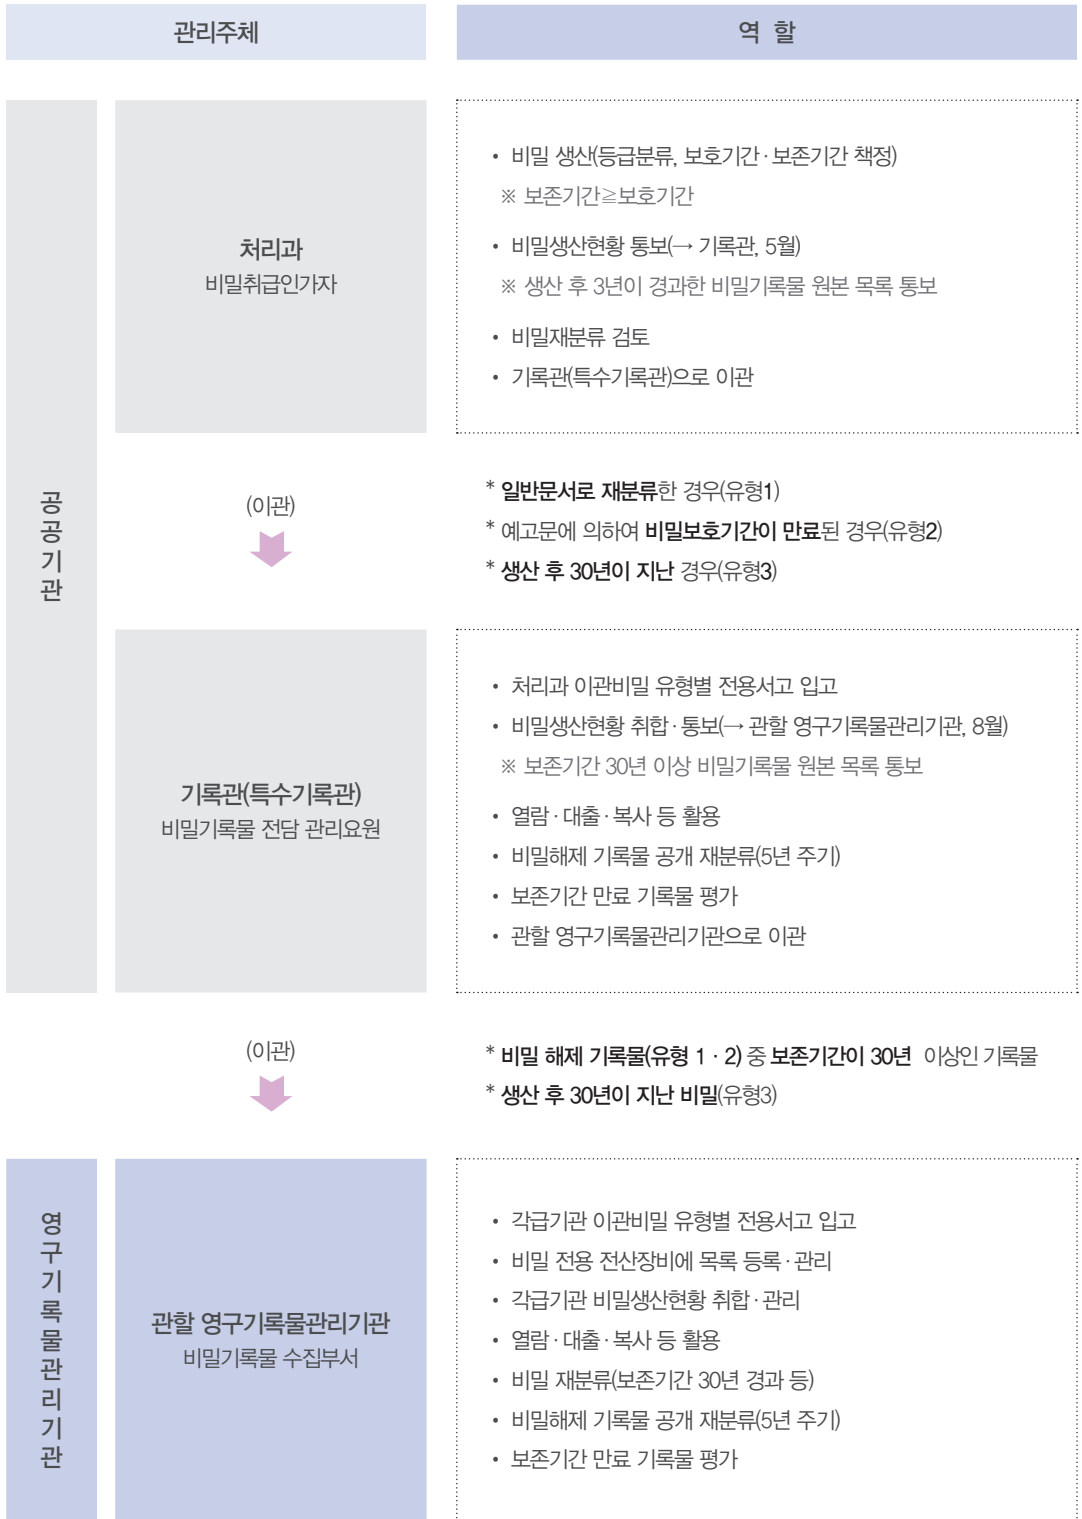 관리주체
역 할
공공기관
처리과
비밀취급인가자
• 비밀 생산(등급분류, 보호기간·보존기간 책정)
※ 보존기간≧보호기간
• 비밀생산현황 통보(→ 기록관, 5월)
※ 생산 후 3년이 경과한 비밀기록물 원본 목록 통보
• 비밀재분류 검토
• 기록관(특수기록관)으로 이관
(이관)
* 일반문서로 재분류한 경우(유형1)
* 예고문에 의하여 비밀보호기간이 만료된 경우(유형2)
* 생산 후 30년이 지난 경우(유형3)
기록관(특수기록관)
비밀기록물 전담 관리요원
• 처리과 이관비밀 유형별 전용서고 입고
• 비밀생산현황 취합·통보(→ 관할 영구기록물관리기관, 8월)
※ 보존기간 30년 이상 비밀기록물 원본 목록 통보
• 열람·대출·복사 등 활용
• 비밀해제 기록물 공개 재분류(5년 주기)
• 보존기간 만료 기록물 평가
• 관할 영구기록물관리기관으로 이관
(이관)
* 비밀 해제 기록물(유형 1·2) 중 보존기간이 30년 이상인 기록물
* 생산 후 30년이 지난 비밀(유형3)
영구기록물관리기관
관할 영구기록물관리기관
비밀기록물 수집부서
• 각급기관 이관비밀 유형별 전용서고 입고
• 비밀 전용 전산장비에 목록 등록·관리
• 각급기관 비밀생산현황 취합·관리
• 열람·대출·복사 등 활용
• 비밀 재분류(보존기간 30년 경과 등)
• 비밀해제 기록물 공개 재분류(5년 주기)
• 보존기간 만료 기록물 평가